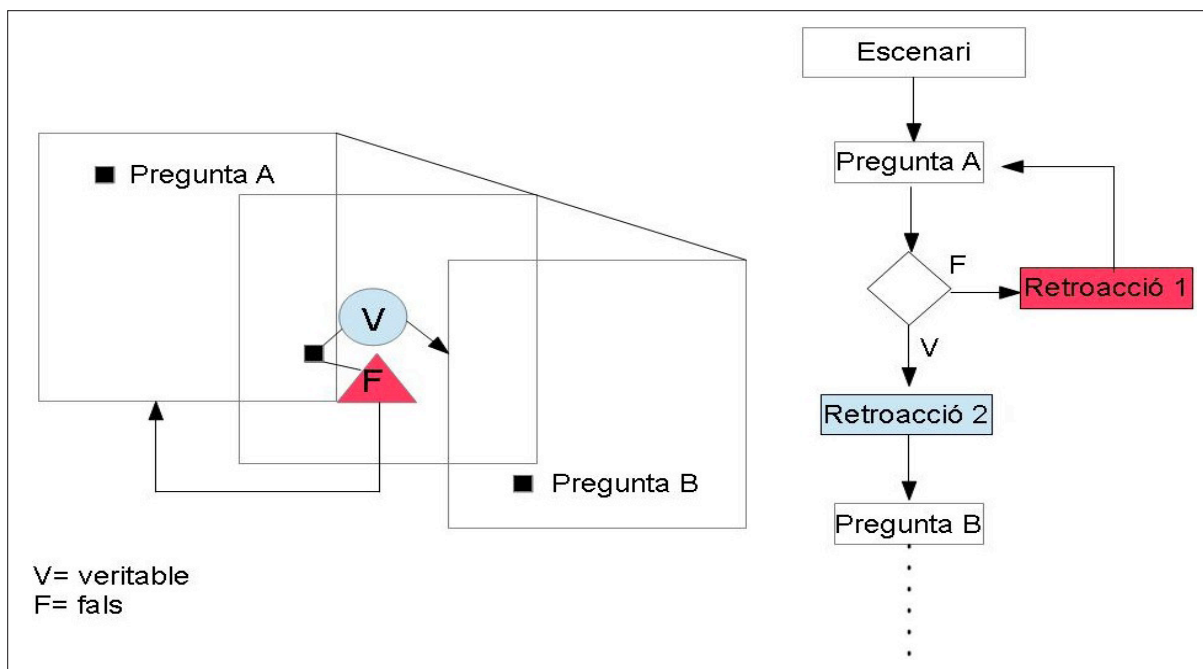 Pregunta A
V
F
Pregunta B
V= veritable
F= fals
Escenari
Pregunta A
F
Retroacció 1
V
Retroacció 2
Pregunta B